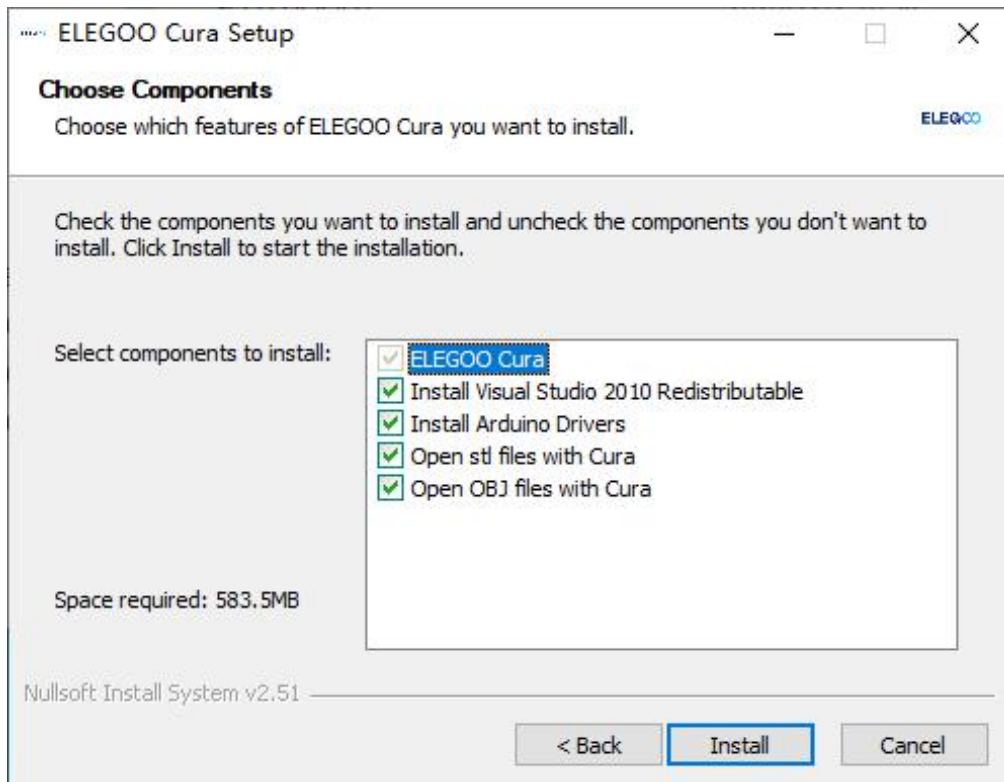 ELEGOO Cura Setup
Choose Components
Choose which features of ELEGOO Cura you want to install.
ELEGOO
Check the components you want to install and uncheck the components you don't want to
install. Click Install to start the installation.
Select components to install:
ELEGOO Cura
Install Visual Studio 2010 Redistributable
Install Arduino Drivers
Open stl files with Cura
Open OBJ files with Cura
Space required: 583.5MB
Nullsoft Install System v2.51
< Back
Install
Cancel